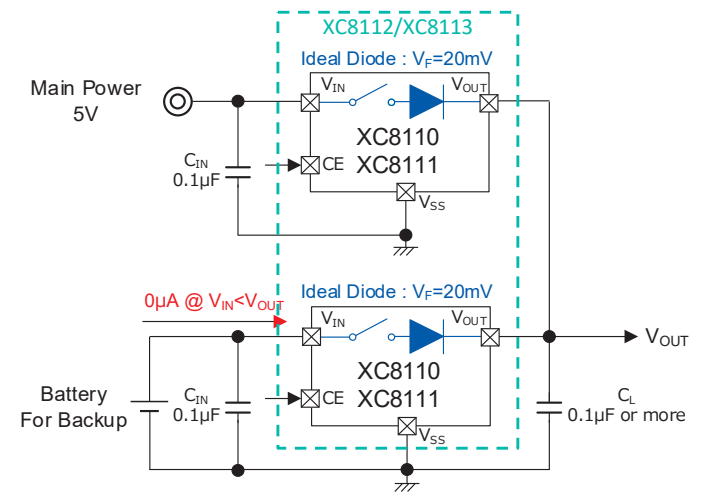 XC8112/XC8113
Ideal Diode : VF=20mV
Main Power
5V
VIN
VOUT
XC8110
XC8111
CIN
0.1µF
CE
VSS
0µA @ VIN<VOUT
Ideal Diode : VF=20mV
VIN
VOUT
VOUT
XC8110
XC8111
Battery
For Backup
CIN
0.1µF
CE
VSS
CL
0.1µF or more